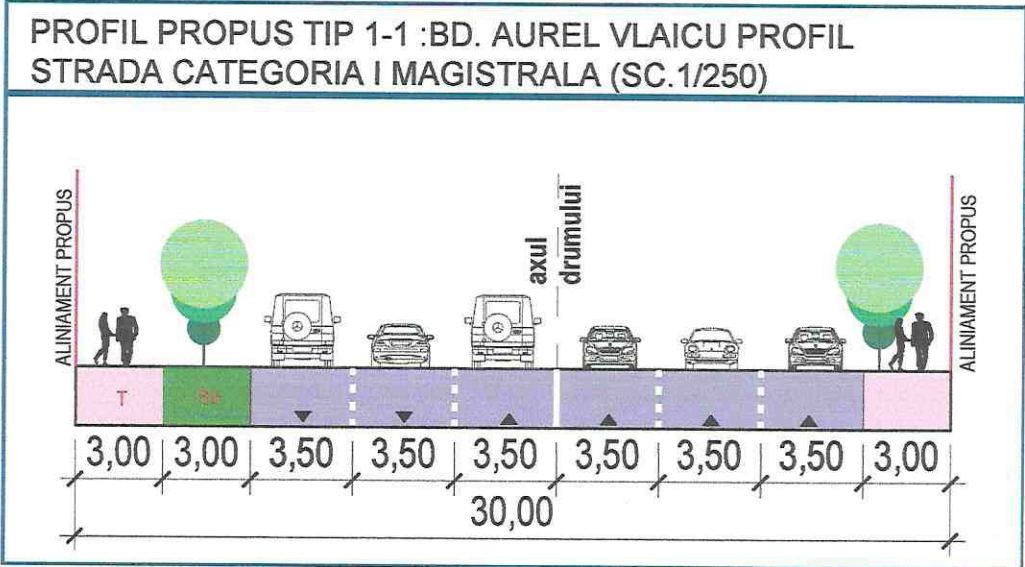 PROFIL PROPUS TIP 1-1 :BD. AUREL VLAICU PROFIL
STRADA CATEGORIA I MAGISTRALA (SC.1/250)
ALINIAMENT PROPUS
axul
drumului
ALINIAMENT PROPUS
T
3,00 3,00 3,50 3,50 3,50 3,50 3,50 3,50 3,00
30,00